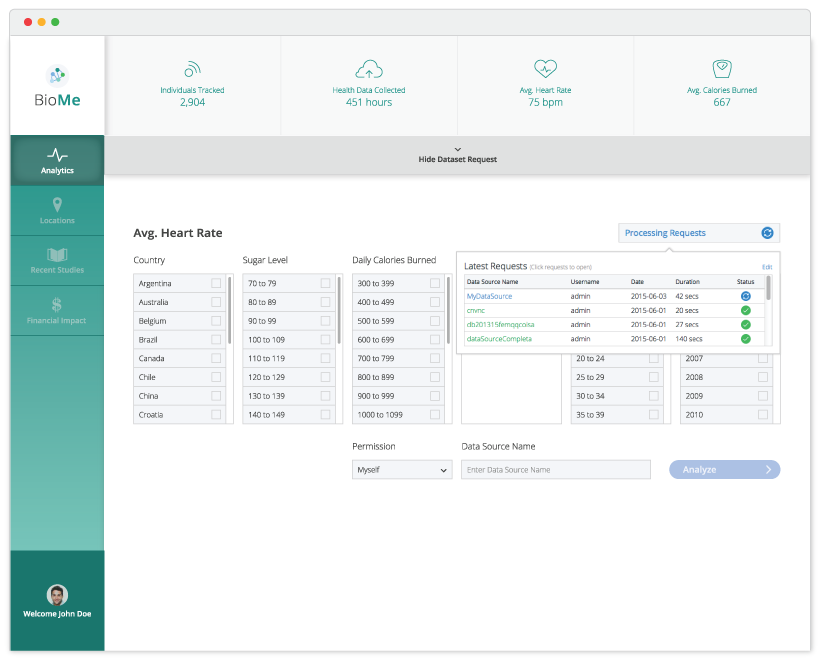 BioMe
Individuals Tracked
2,904
Health Data Collected
451 hours
Avg. Heart Rate
75 bpm
Avg. Calories Burned
667
Hide Dataset Request
Analytics
Locations
Recent Studies
Financial Impact
Welcome John Doe
Avg. Heart Rate
Processing Requests
Country
Argentina
Australia
Belgium
Brazil
Canada
Chile
China
Croatia
Sugar Level
70 to 79
80 to 89
90 to 99
100 to 109
110 to 119
120 to 129
130 to 139
140 to 149
Daily Calories Burned
300 to 399
400 to 499
500 to 599
600 to 699
700 to 799
800 to 899
900 to 999
1000 to 1099
Latest Requests (Click requests to open) Edit
Data Source Name Username Date Duration Status
MyDataSource admin 2015-06-03 42 secs
cnvnc admin 2015-06-01 20 secs
db201315femqqcolsa admin 2015-06-01 27 secs
dataSourceCompleta admin 2015-06-01 140 secs
20 to 24
25 to 29
30 to 34
35 to 39
2007
2008
2009
2010
Permission
Myself
Data Source Name
Enter Data Source Name
Analyze